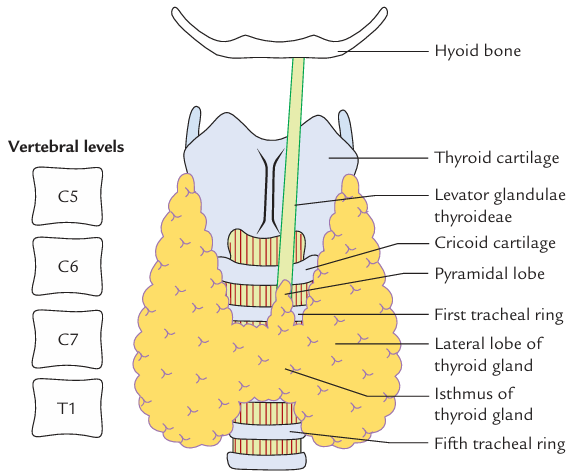 Hyoid bone
Vertebral levels
C5
C6
C7
T1
Thyroid cartilage
Levator glandulae
thyroideae
Cricoid cartilage
Pyramidal lobe
First tracheal ring
Lateral lobe of
thyroid gland
Isthmus of
thyroid gland
Fifth tracheal ring